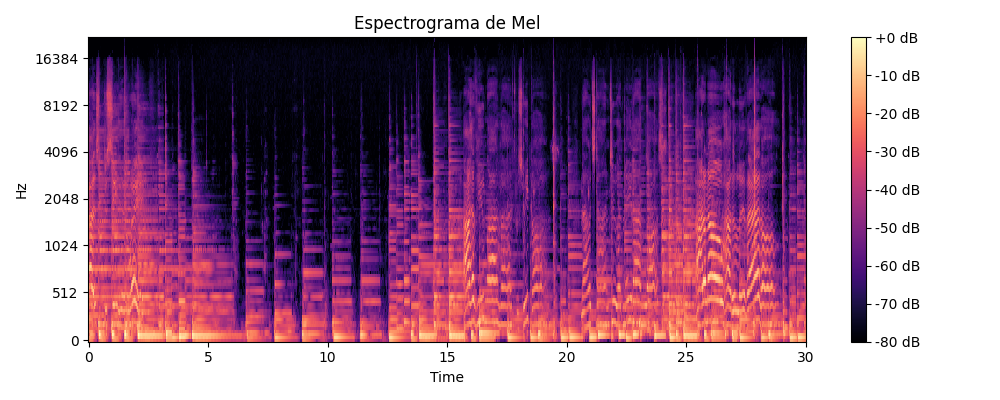 Espectrograma de Mel
Hz
16384
8192
4096
2048
1024
512
0
0 5 10 15 20 25 30
Time
+0 dB
-10 dB
-20 dB
-30 dB
-40 dB
-50 dB
-60 dB
-70 dB
-80 dB